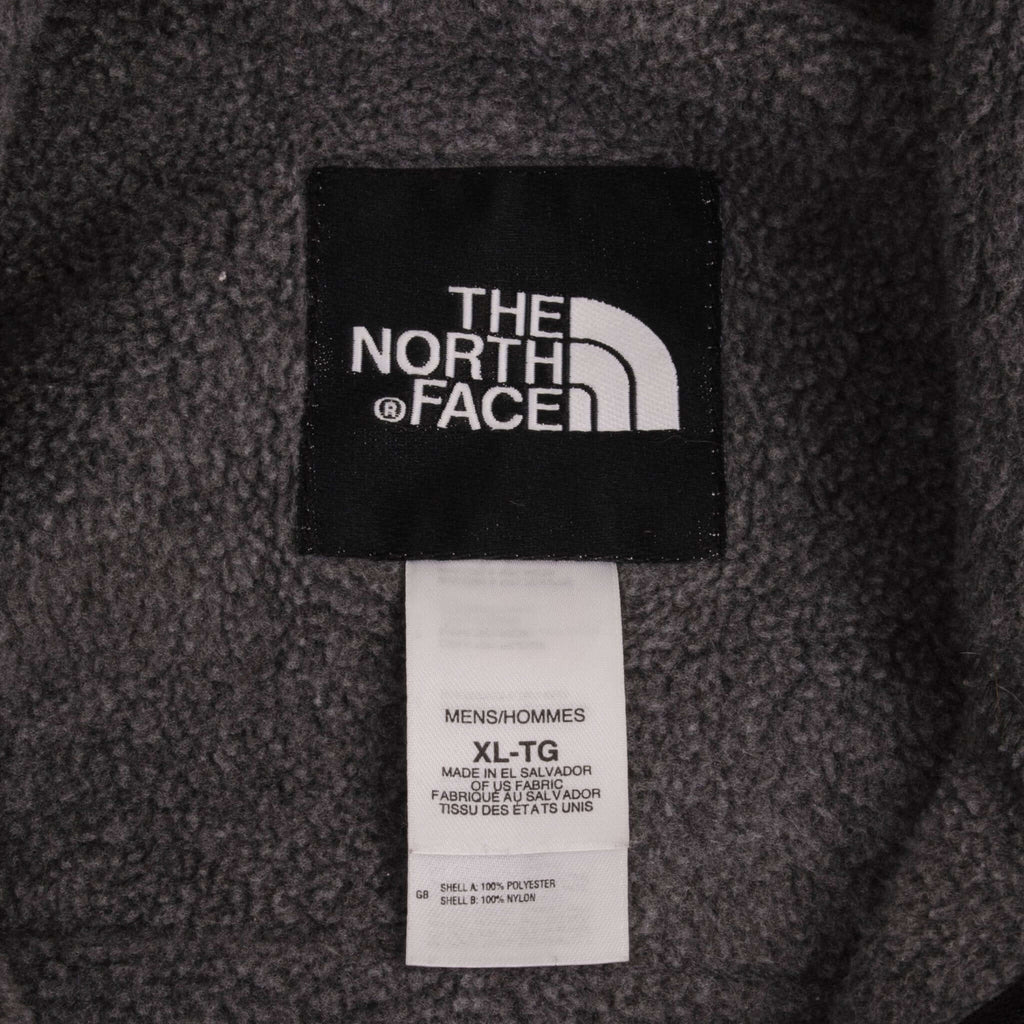 THE
NORTH
®FACE
MENS/HOMMES
XL-TG
MADE IN EL SALVADOR
OF US FABRIC
FABRIQUÉ AU SALVADOR
TISSU DES ÉTATS UNIS
GB SHELL A: 100% POLYESTER
SHELL B: 100% NYLON